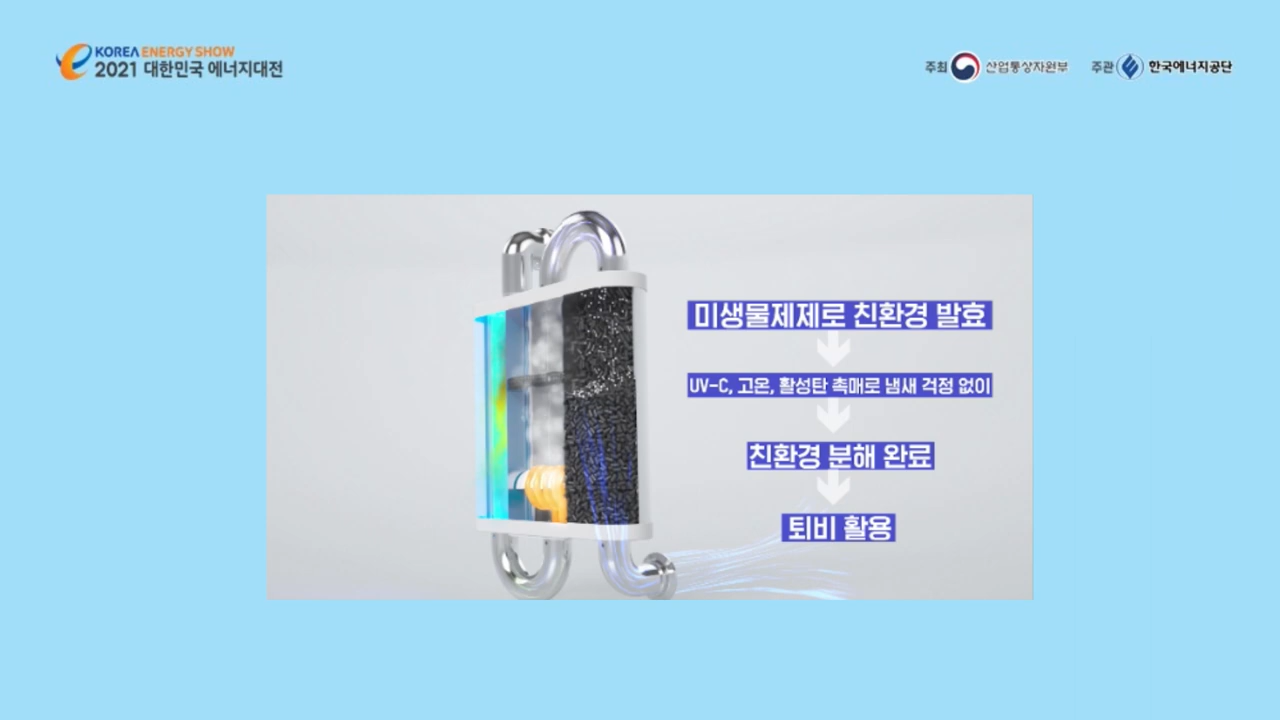 KOREA ENERGY SHOW
2021 대한민국 에너지대전
주최 산업통상자원부 주관 한국에너지공단
미생물제제로 친환경 발효
UV-C, 고온, 활성탄 촉매로 냄새 걱정 없이
친환경 분해 완료
퇴비 활용